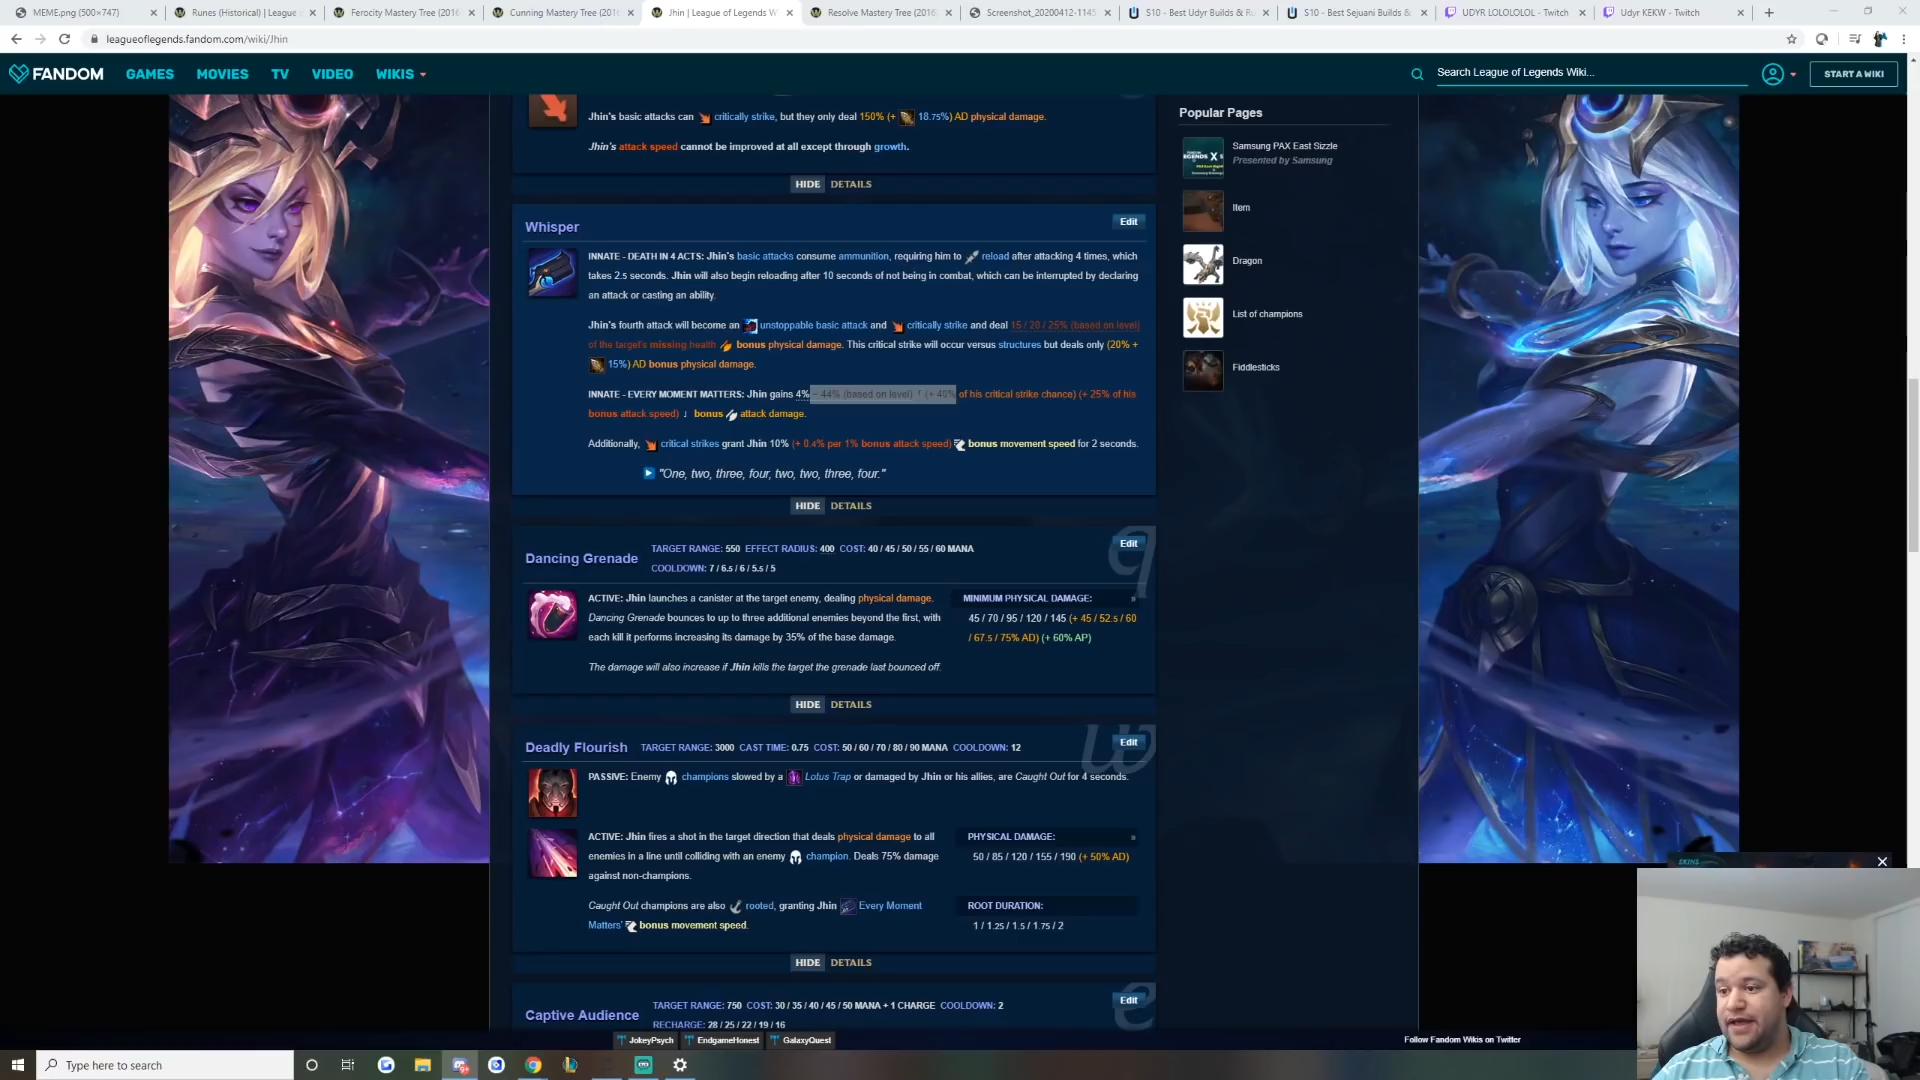 MEME.png (500×747)
Runes (Historical) | League
Ferocity Mastery Tree (2016
Cunning Mastery Tree (2016
Jhin | League of Legends W
Resolve Mastery Tree (2016
Screenshot_20200412-1145
S10 - Best Udyr Builds & Ru
S10 - Best Sejuani Builds &
UDYR LOLOLOLOL - Twitch
Udyr KEKW - Twitch
leagueoflegends.fandom.com/wiki/Jhin
FANDOM
GAMES
MOVIES
TV
VIDEO
WIKIS
Search League of Legends Wiki...
START A WIKI
Jhin's basic attacks can critically strike, but they only deal 150% (+ 18.75%) AD physical damage.
Jhin's attack speed cannot be improved at all except through growth.
HIDE DETAILS
Whisper
Edit
INNATE - DEATH IN 4 ACTS: Jhin's basic attacks consume ammunition, requiring him to reload after attacking 4 times, which
takes 2.5 seconds. Jhin will also begin reloading after 10 seconds of not being in combat, which can be interrupted by declaring
an attack or casting an ability.
Jhin's fourth attack will become an unstoppable basic attack and critically strike and deal 15 / 20 / 25% (based on level)
of the target's missing health bonus physical damage. This critical strike will occur versus structures but deals only (20% +
15%) AD bonus physical damage.
INNATE - EVERY MOMENT MATTERS: Jhin gains 4% − 44% (based on level) ⌈ (+ 40% of his critical strike chance) (+ 25% of his
bonus attack speed) ⌋ bonus attack damage.
Additionally, critical strikes grant Jhin 10% (+ 0.4% per 1% bonus attack speed) bonus movement speed for 2 seconds.
"One, two, three, four, two, two, three, four."
HIDE DETAILS
Dancing Grenade
TARGET RANGE: 550 EFFECT RADIUS: 400 COST: 40 / 45 / 50 / 55 / 60 MANA
COOLDOWN: 7 / 6.5 / 6 / 5.5 / 5
q
Edit
ACTIVE: Jhin launches a canister at the target enemy, dealing physical damage.
Dancing Grenade bounces to up to three additional enemies beyond the first, with
each kill it performs increasing its damage by 35% of the base damage.
The damage will also increase if Jhin kills the target the grenade last bounced off.
MINIMUM PHYSICAL DAMAGE: »
45 / 70 / 95 / 120 / 145 (+ 45 / 52.5 / 60
/ 67.5 / 75% AD) (+ 60% AP)
HIDE DETAILS
Deadly Flourish
TARGET RANGE: 3000 CAST TIME: 0.75 COST: 50 / 60 / 70 / 80 / 90 MANA COOLDOWN: 12
w
Edit
PASSIVE: Enemy champions slowed by a Lotus Trap or damaged by Jhin or his allies, are Caught Out for 4 seconds.
ACTIVE: Jhin fires a shot in the target direction that deals physical damage to all
enemies in a line until colliding with an enemy champion. Deals 75% damage
against non-champions.
Caught Out champions are also rooted, granting Jhin Every Moment
Matters' bonus movement speed.
PHYSICAL DAMAGE: »
50 / 85 / 120 / 155 / 190 (+ 50% AD)
ROOT DURATION:
1 / 1.25 / 1.5 / 1.75 / 2
HIDE DETAILS
Captive Audience
TARGET RANGE: 750 COST: 30 / 35 / 40 / 45 / 50 MANA + 1 CHARGE COOLDOWN: 2
RECHARGE: 28 / 25 / 22 / 19 / 16
e
Edit
Popular Pages
Samsung PAX East Sizzle
Presented by Samsung
Item
Dragon
List of champions
Fiddlesticks
SKINS
JokeyPsych
EndgameHonest
GalaxyQuest
Follow Fandom Wikis on Twitter
Type here to search